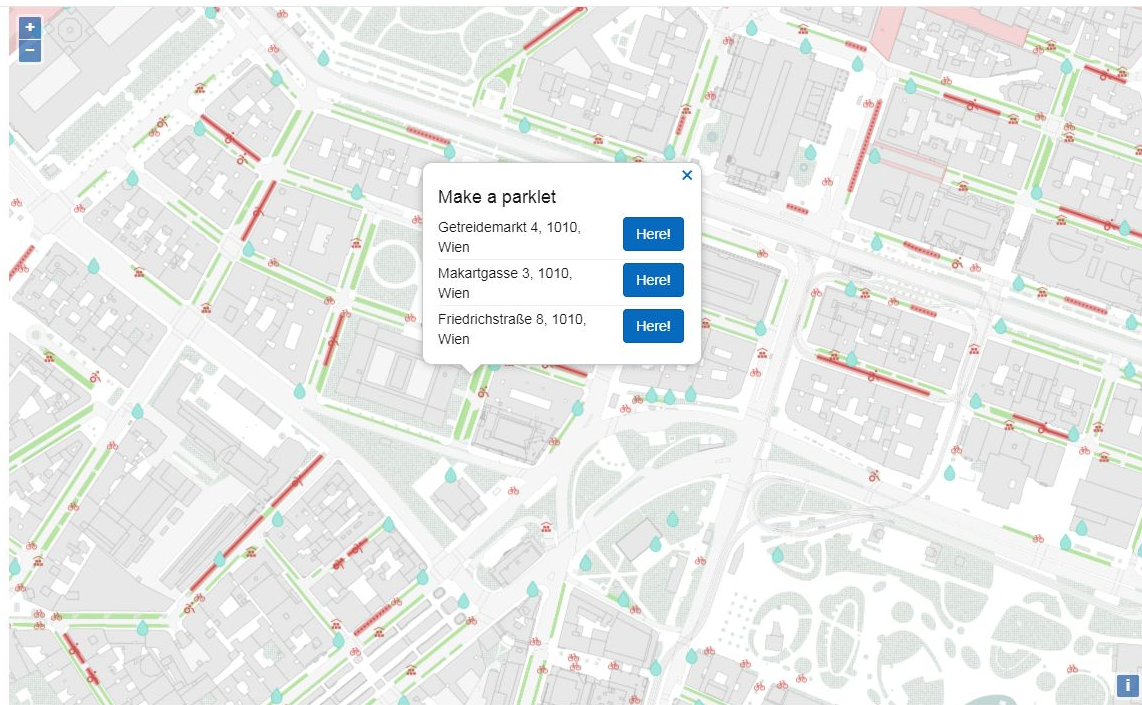 +
−
×
Make a parklet
Getreidemarkt 4, 1010,
Wien
Here!
Makartgasse 3, 1010,
Wien
Here!
Friedrichstraße 8, 1010,
Wien
Here!
i